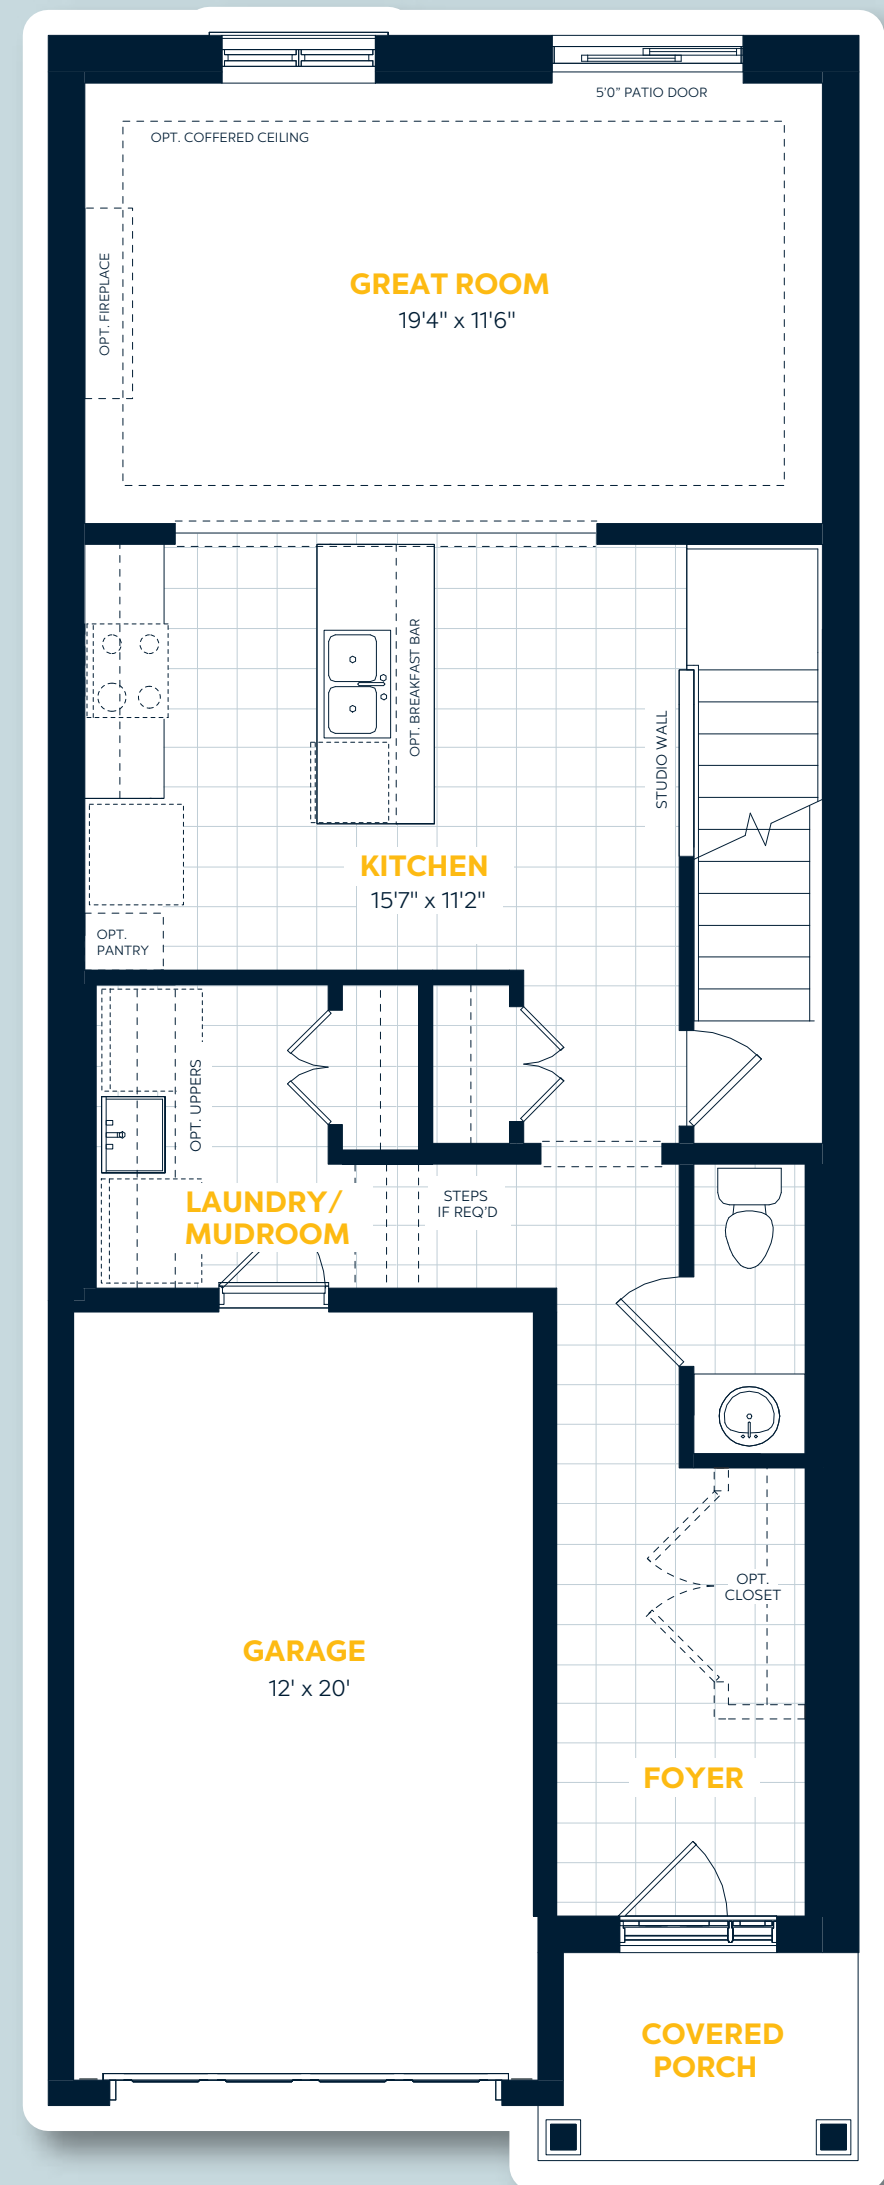 5'0" PATIO DOOR
OPT. COFFERED CEILING
OPT. FIREPLACE
GREAT ROOM
19'4" x 11'6"
OPT. BREAKFAST BAR
STUDIO WALL
KITCHEN
15'7" x 11'2"
OPT.
PANTRY
OPT. UPPERS
LAUNDRY/
MUDROOM
STEPS
IF REQ'D
OPT.
CLOSET
GARAGE
12' x 20'
FOYER
COVERED
PORCH